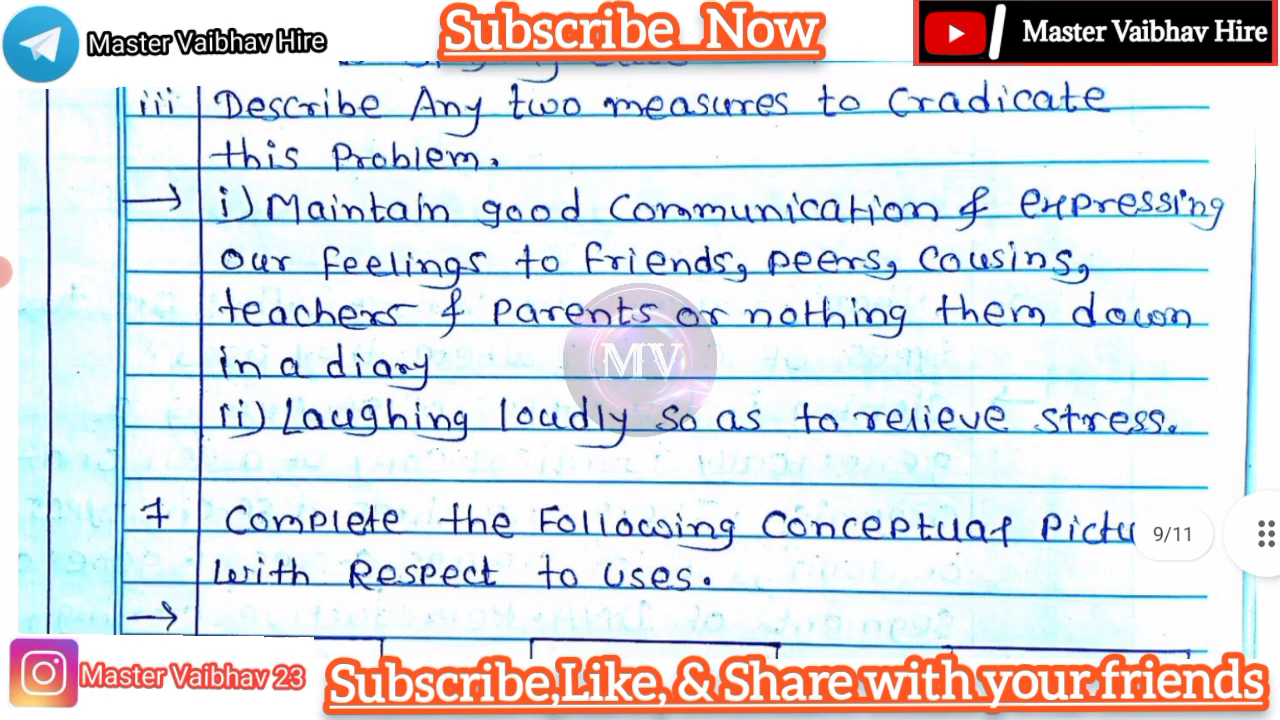 Master Vaibhav Hire
Subscribe Now
Master Vaibhav Hire
iii Describe Any two measures to Eradicate
this Problem.
→ i) Maintain good communication & expressing
our feelings to friends, peers, cousins,
teachers & parents or nothing them down
in a diary
MV
ii) Laughing loudly so as to relieve stress.
7 Complete the Following Conceptual Pictu
9/11
with Respect to uses.
→
Master Vaibhav 23
Subscribe,Like, & Share with your friends